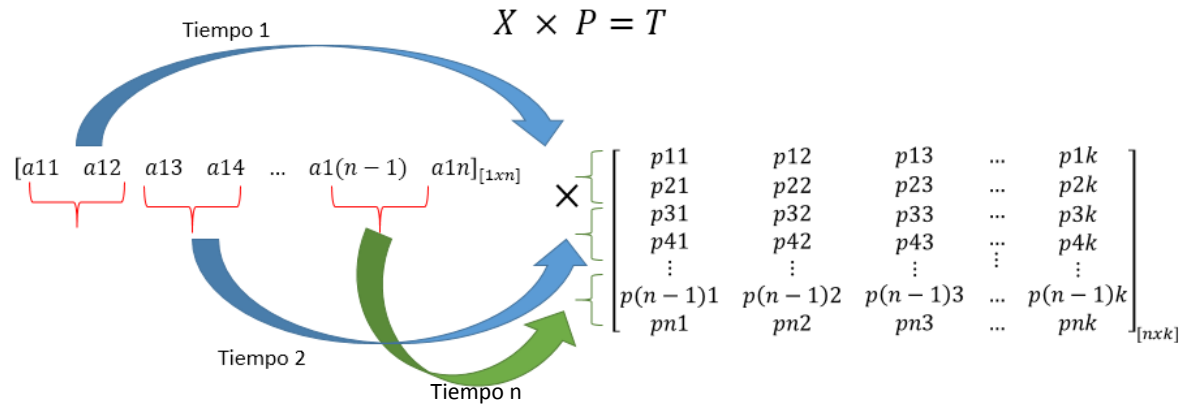 Tiempo 1
X × P = T
[a11 a12 a13 a14 ... a1(n − 1) a1n][1xn]
×
p11 p12 p13 ... p1k
p21 p22 p23 ... p2k
p31 p32 p33 ... p3k
p41 p42 p43 ... p4k
⋮ ⋮ ⋮ ⋮ ⋮
p(n − 1)1 p(n − 1)2 p(n − 1)3 ... p(n − 1)k
pn1 pn2 pn3 ... pnk
[nxk]
Tiempo 2
Tiempo n